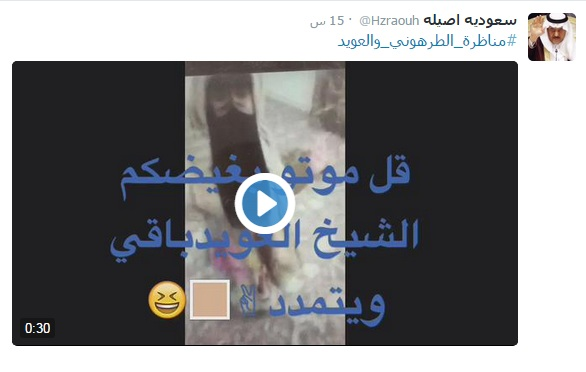 سعوديه اصيله @Hzraouh · 15 س
#مناظرة_الطرهوني_والعويد
قل موتو بغيضكم
الشيخ العويدباقي
ويتمدد✌🏼😆
0:30